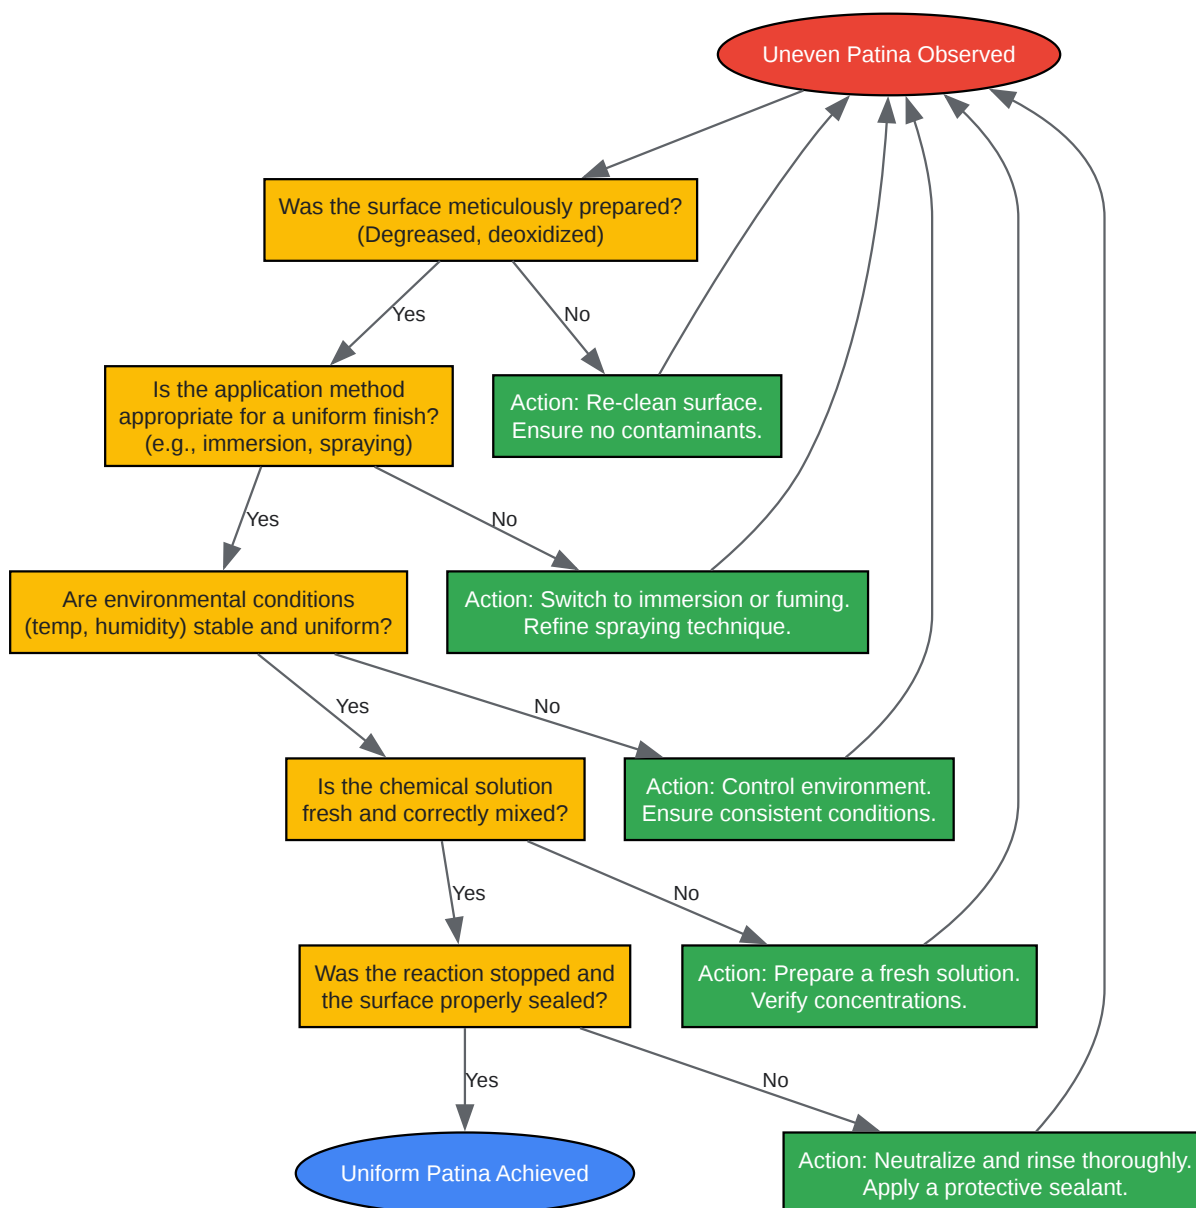 Uneven Patina Observed
Was the surface meticulously prepared?
(Degreased, deoxidized)
Yes
No
Is the application method
appropriate for a uniform finish?
(e.g., immersion, spraying)
Action: Re-clean surface.
Ensure no contaminants.
Yes
No
Are environmental conditions
(temp, humidity) stable and uniform?
Action: Switch to immersion or fuming.
Refine spraying technique.
Yes
No
Is the chemical solution
fresh and correctly mixed?
Action: Control environment.
Ensure consistent conditions.
Yes
No
Was the reaction stopped and
the surface properly sealed?
Action: Prepare a fresh solution.
Verify concentrations.
Yes
No
Uniform Patina Achieved
Action: Neutralize and rinse thoroughly.
Apply a protective sealant.